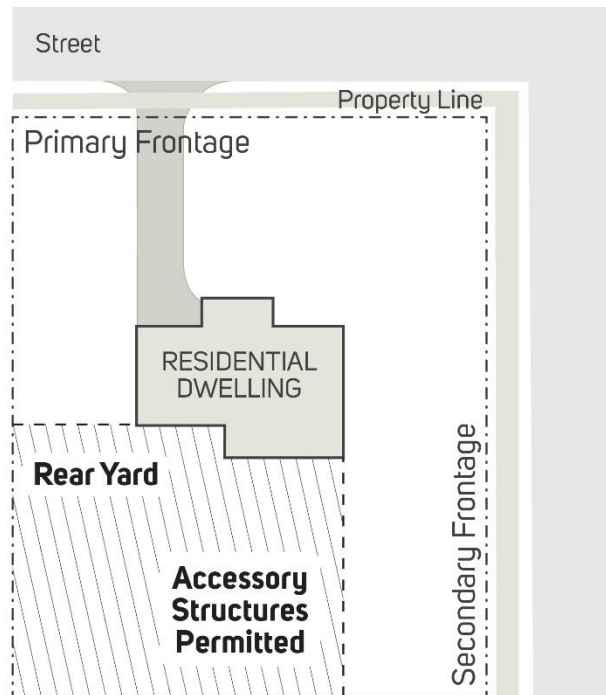 Street
Property Line
Primary Frontage
RESIDENTIAL
DWELLING
Rear Yard
Accessory
Structures
Permitted
Secondary Frontage